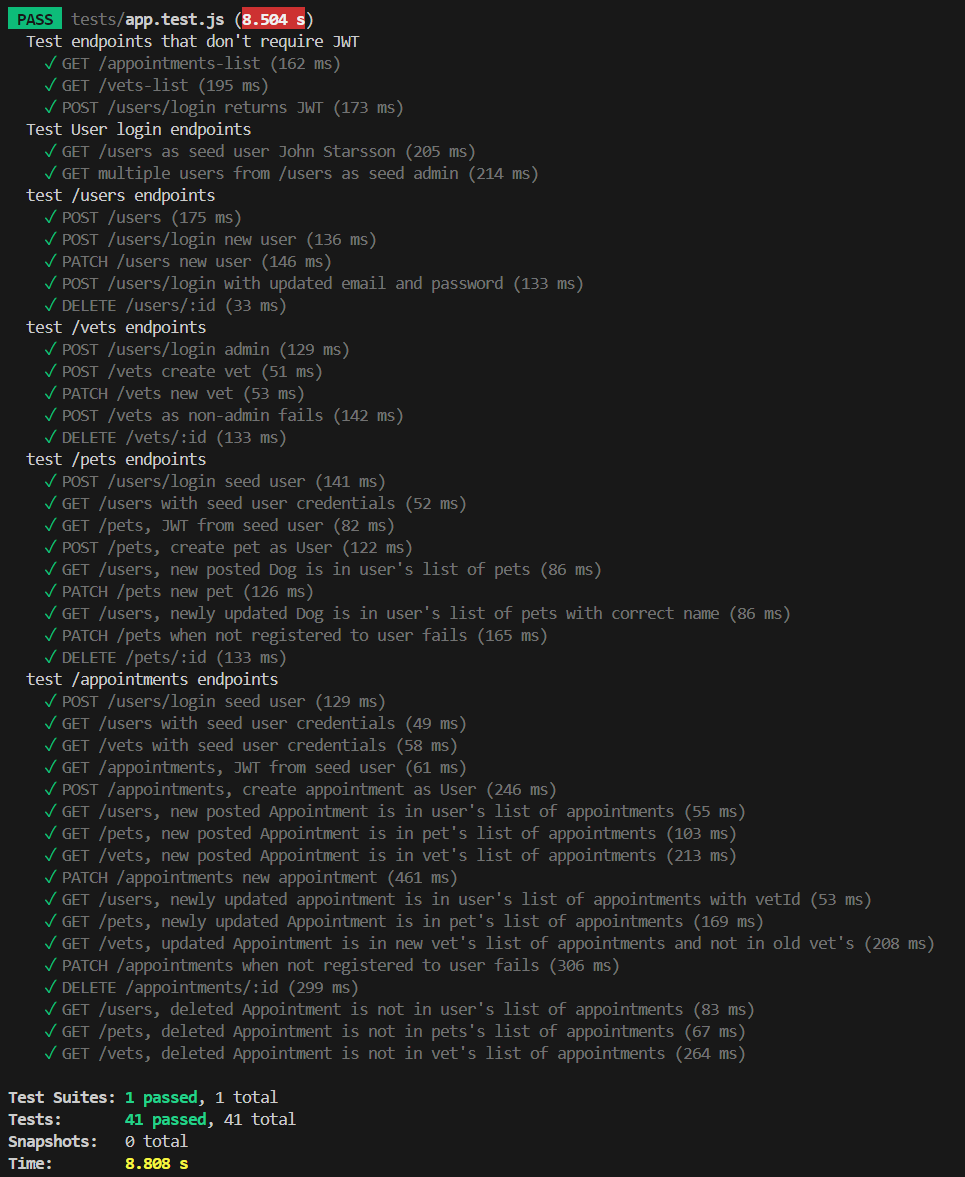 PASS tests/app.test.js (8.504 s)
Test endpoints that don't require JWT
✓ GET /appointments-list (162 ms)
✓ GET /vets-list (195 ms)
✓ POST /users/login returns JWT (173 ms)
Test User login endpoints
✓ GET /users as seed user John Starsson (205 ms)
✓ GET multiple users from /users as seed admin (214 ms)
test /users endpoints
✓ POST /users (175 ms)
✓ POST /users/login new user (136 ms)
✓ PATCH /users new user (146 ms)
✓ POST /users/login with updated email and password (133 ms)
✓ DELETE /users/:id (33 ms)
test /vets endpoints
✓ POST /users/login admin (129 ms)
✓ POST /vets create vet (51 ms)
✓ PATCH /vets new vet (53 ms)
✓ POST /vets as non-admin fails (142 ms)
✓ DELETE /vets/:id (133 ms)
test /pets endpoints
✓ POST /users/login seed user (141 ms)
✓ GET /users with seed user credentials (52 ms)
✓ GET /pets, JWT from seed user (82 ms)
✓ POST /pets, create pet as User (122 ms)
✓ GET /users, new posted Dog is in user's list of pets (86 ms)
✓ PATCH /pets new pet (126 ms)
✓ GET /users, newly updated Dog is in user's list of pets with correct name (86 ms)
✓ PATCH /pets when not registered to user fails (165 ms)
✓ DELETE /pets/:id (133 ms)
test /appointments endpoints
✓ POST /users/login seed user (129 ms)
✓ GET /users with seed user credentials (49 ms)
✓ GET /vets with seed user credentials (58 ms)
✓ GET /appointments, JWT from seed user (61 ms)
✓ POST /appointments, create appointment as User (246 ms)
✓ GET /users, new posted Appointment is in user's list of appointments (55 ms)
✓ GET /pets, new posted Appointment is in pet's list of appointments (103 ms)
✓ GET /vets, new posted Appointment is in vet's list of appointments (213 ms)
✓ PATCH /appointments new appointment (461 ms)
✓ GET /users, newly updated appointment is in user's list of appointments with vetId (53 ms)
✓ GET /pets, newly updated Appointment is in pet's list of appointments (169 ms)
✓ GET /vets, updated Appointment is in new vet's list of appointments and not in old vet's (208 ms)
✓ PATCH /appointments when not registered to user fails (306 ms)
✓ DELETE /appointments/:id (299 ms)
✓ GET /users, deleted Appointment is not in user's list of appointments (83 ms)
✓ GET /pets, deleted Appointment is not in pets's list of appointments (67 ms)
✓ GET /vets, deleted Appointment is not in vet's list of appointments (264 ms)
Test Suites: 1 passed, 1 total
Tests: 41 passed, 41 total
Snapshots: 0 total
Time: 8.808 s